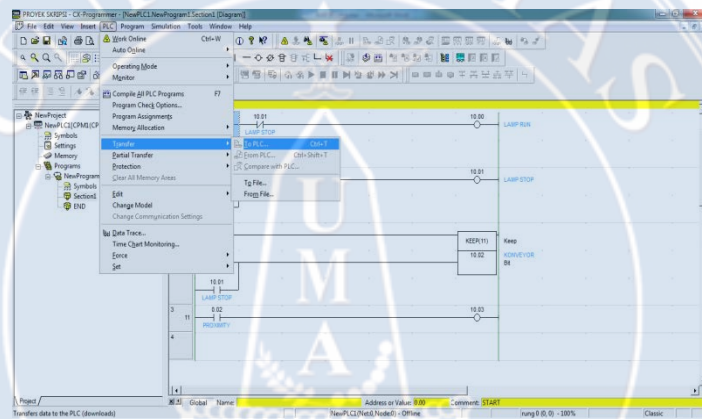 PROYEK SKRIPSI - CX-Programmer - [NewPLC1.NewProgram1.Section1 [Diagram]]
File Edit View Insert PLC Program Simulation Tools Window Help
Work Online Ctrl+W
Auto Online
Operating Mode
Monitor
Compile All PLC Programs F7
Program Check Options...
Program Assignments
Memory Allocation
Transfer
Partial Transfer
Protection
Clear All Memory Areas
Edit
Change Model
Change Communication Settings
Data Trace...
Time Chart Monitoring...
Force
Set
To PLC... Ctrl+T
From PLC... Ctrl+Shift+T
Compare with PLC...
To File...
From File...
NewProject
NewPLC1[CPM1(CP
Symbols
Settings
Memory
Programs
NewProgram
Symbols
Section1
END
10.01
LAMP STOP
10.00
LAMP RUN
10.01
LAMP STOP
KEEP(11)
Keep
10.02
KONVEYOR
Bit
10.01
LAMP STOP
3
11
0.02
PROXIMITY
10.03
4
Project
Global Name: Address or Value: 0.00 Comment: START
Transfers data to the PLC (downloads)
NewPLC1(Net:0,Node:0) - Offline
rung 0 (0, 0) - 100%
Classic
UMA